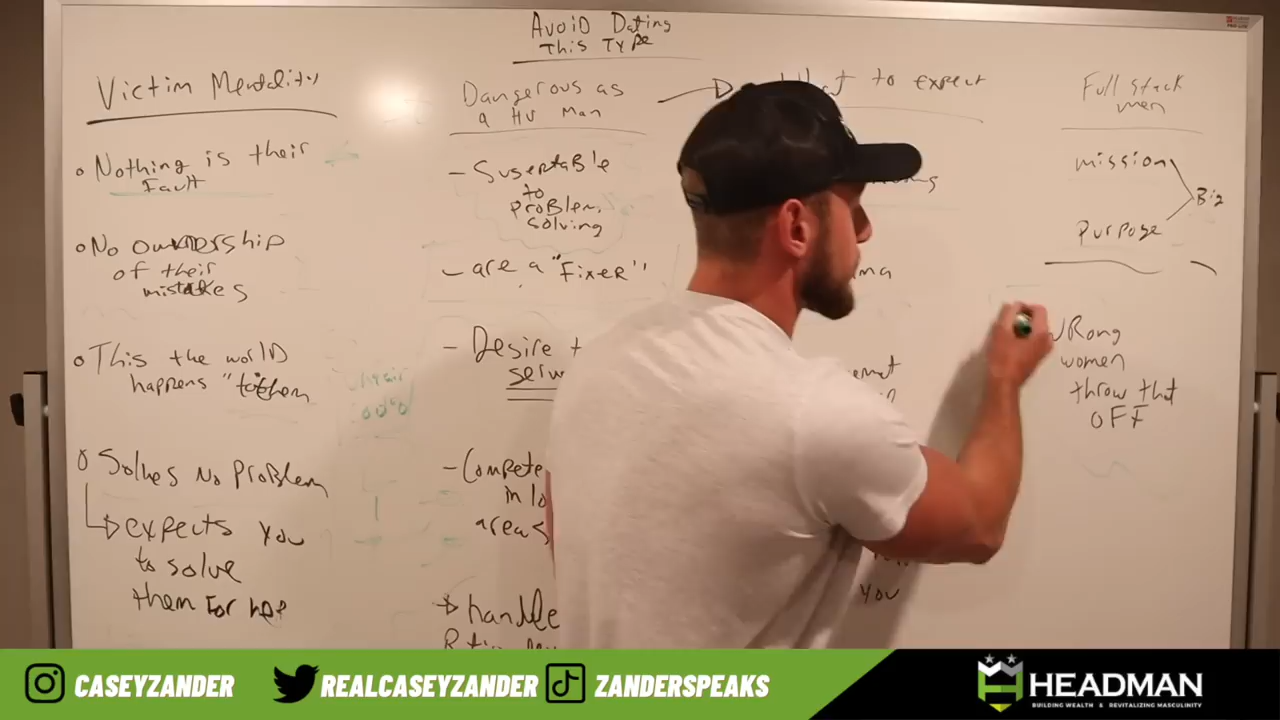 Avoid Dating
This Type
Victim Mentality
• Nothing is their
Fault
• No ownership
of their
mistakes
• This the world
happens "to them
• Solves No Problem
expects you
to solve
them For her
Dangerous as
a HV Man
- Suseptable
to
problem
solving
- are a "Fixer"
- Desire t
serv
- Compete
in lo
areas
handle
to expect
you
Full Stack
men
mission
Purpose
Big
Wrong
women
throw that
OFF
CASEYZANDER
REALCASEYZANDER
ZANDERSPEAKS
HEADMAN
BUILDING WEALTH & REVITALIZING MASCULINITY